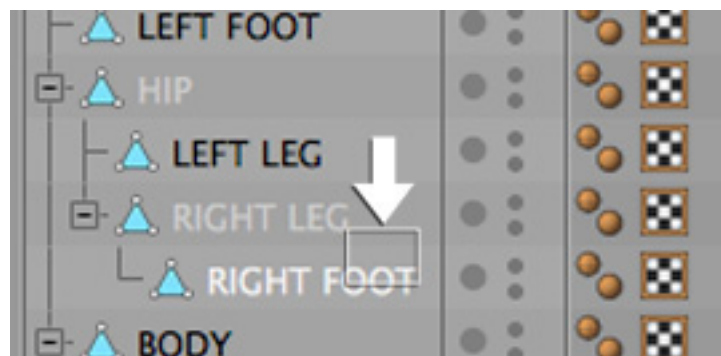 LEFT FOOT
HIP
LEFT LEG
RIGHT LEG
RIGHT FOOT
BODY